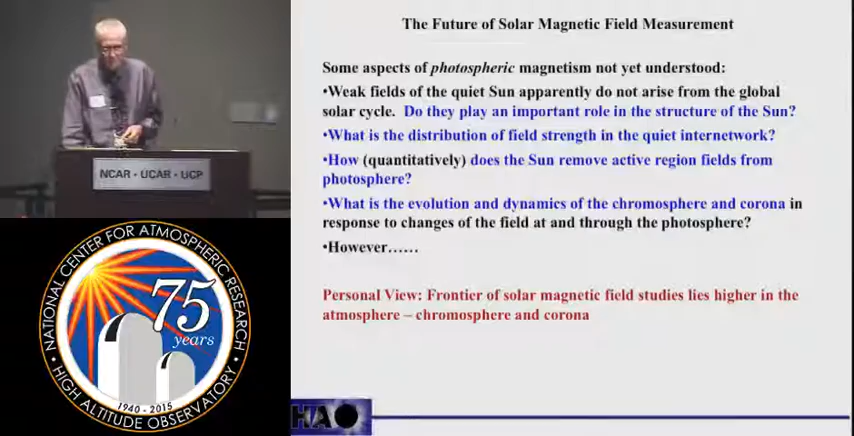 The Future of Solar Magnetic Field Measurement
Some aspects of photospheric magnetism not yet understood:
•Weak fields of the quiet Sun apparently do not arise from the global
solar cycle. Do they play an important role in the structure of the Sun?
•What is the distribution of field strength in the quiet internetwork?
•How (quantitatively) does the Sun remove active region fields from
photosphere?
•What is the evolution and dynamics of the chromosphere and corona in
response to changes of the field at and through the photosphere?
•However……
Personal View: Frontier of solar magnetic field studies lies higher in the
atmosphere – chromosphere and corona
NCAR • UCAR • UCP
NATIONAL CENTER FOR ATMOSPHERIC RESEARCH
75
years
1940 - 2015
HIGH ALTITUDE OBSERVATORY
HAO